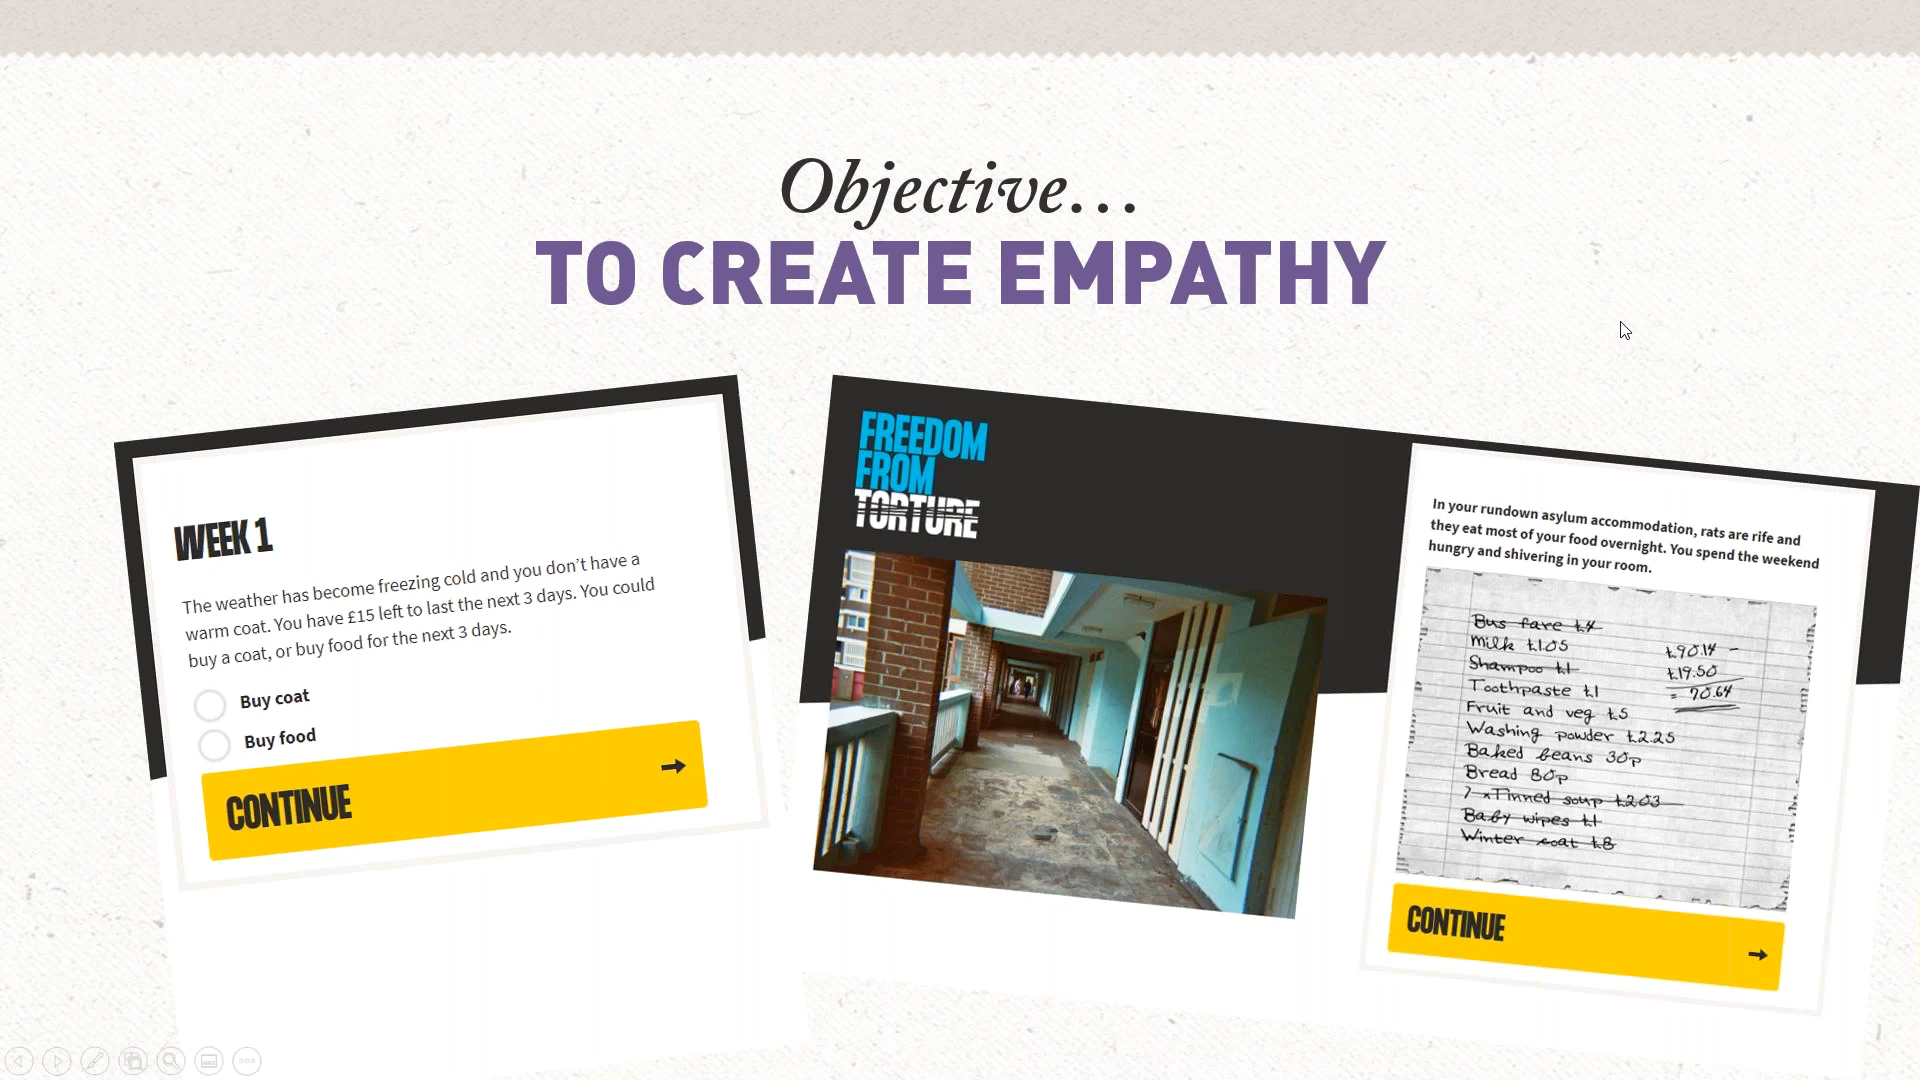 Objective...
TO CREATE EMPATHY
WEEK 1
The weather has become freezing cold and you don't have a
warm coat. You have £15 left to last the next 3 days. You could
buy a coat, or buy food for the next 3 days.
Buy coat
Buy food
CONTINUE
FREEDOM
FROM
TORTURE
In your rundown asylum accommodation, rats are rife and
they eat most of your food overnight. You spend the weekend
hungry and shivering in your room.
Bus fare £4
Milk £1.05
Shampoo £1
Toothpaste £1
Fruit and veg £5
Washing powder £2.25
Baked beans 30p
Bread 80p
7 x Tinned soup £2.03
Baby wipes £1
Winter coat £8
£90.14 -
£19.50
= 70.64
CONTINUE